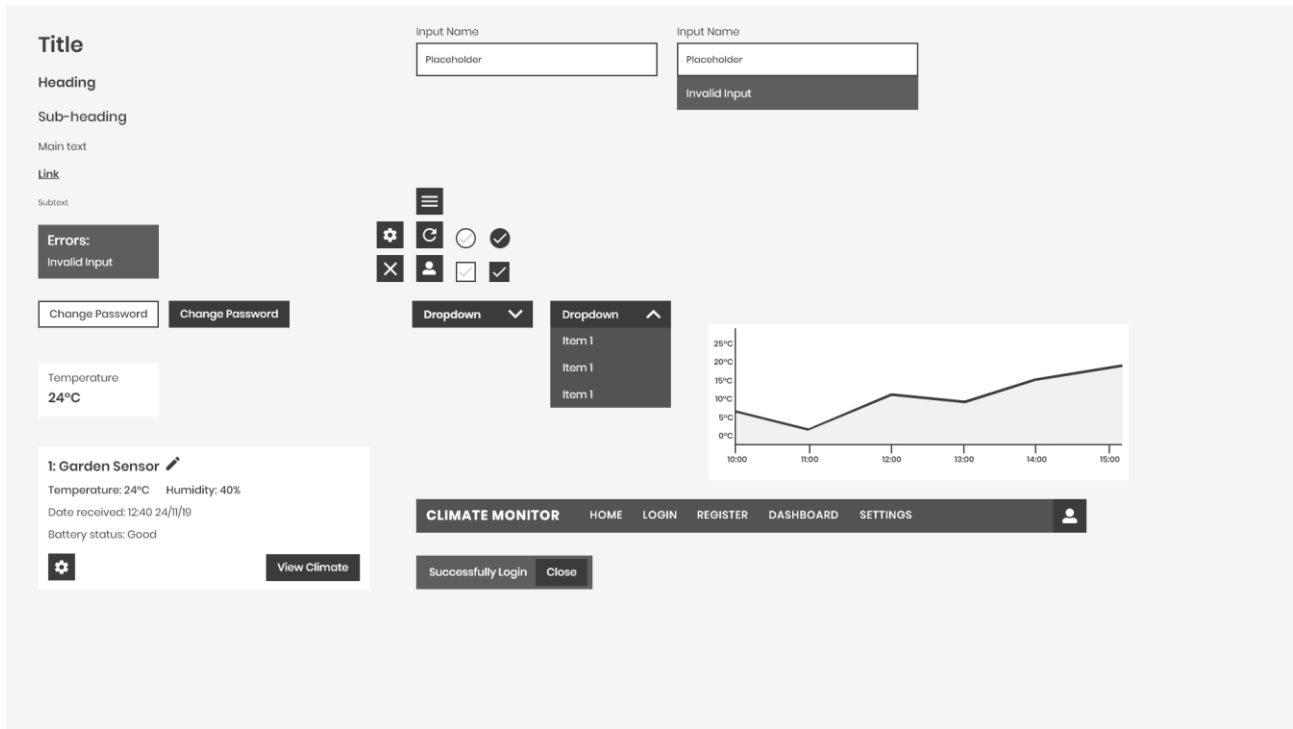 Title
Heading
Sub-heading
Main text
Link
Subtext
Errors:
Invalid Input
Change Password
Change Password
Temperature
24°C
1: Garden Sensor
Temperature: 24°C Humidity: 40%
Date received: 12:40 24/11/19
Battery status: Good
View Climate
Input Name
Placeholder
Input Name
Placeholder
Invalid Input
Dropdown
Dropdown
Item 1
Item 1
Item 1
25°C
20°C
15°C
10°C
5°C
0°C
10:00 11:00 12:00 13:00 14:00 15:00
CLIMATE MONITOR HOME LOGIN REGISTER DASHBOARD SETTINGS
Successfully Login Close